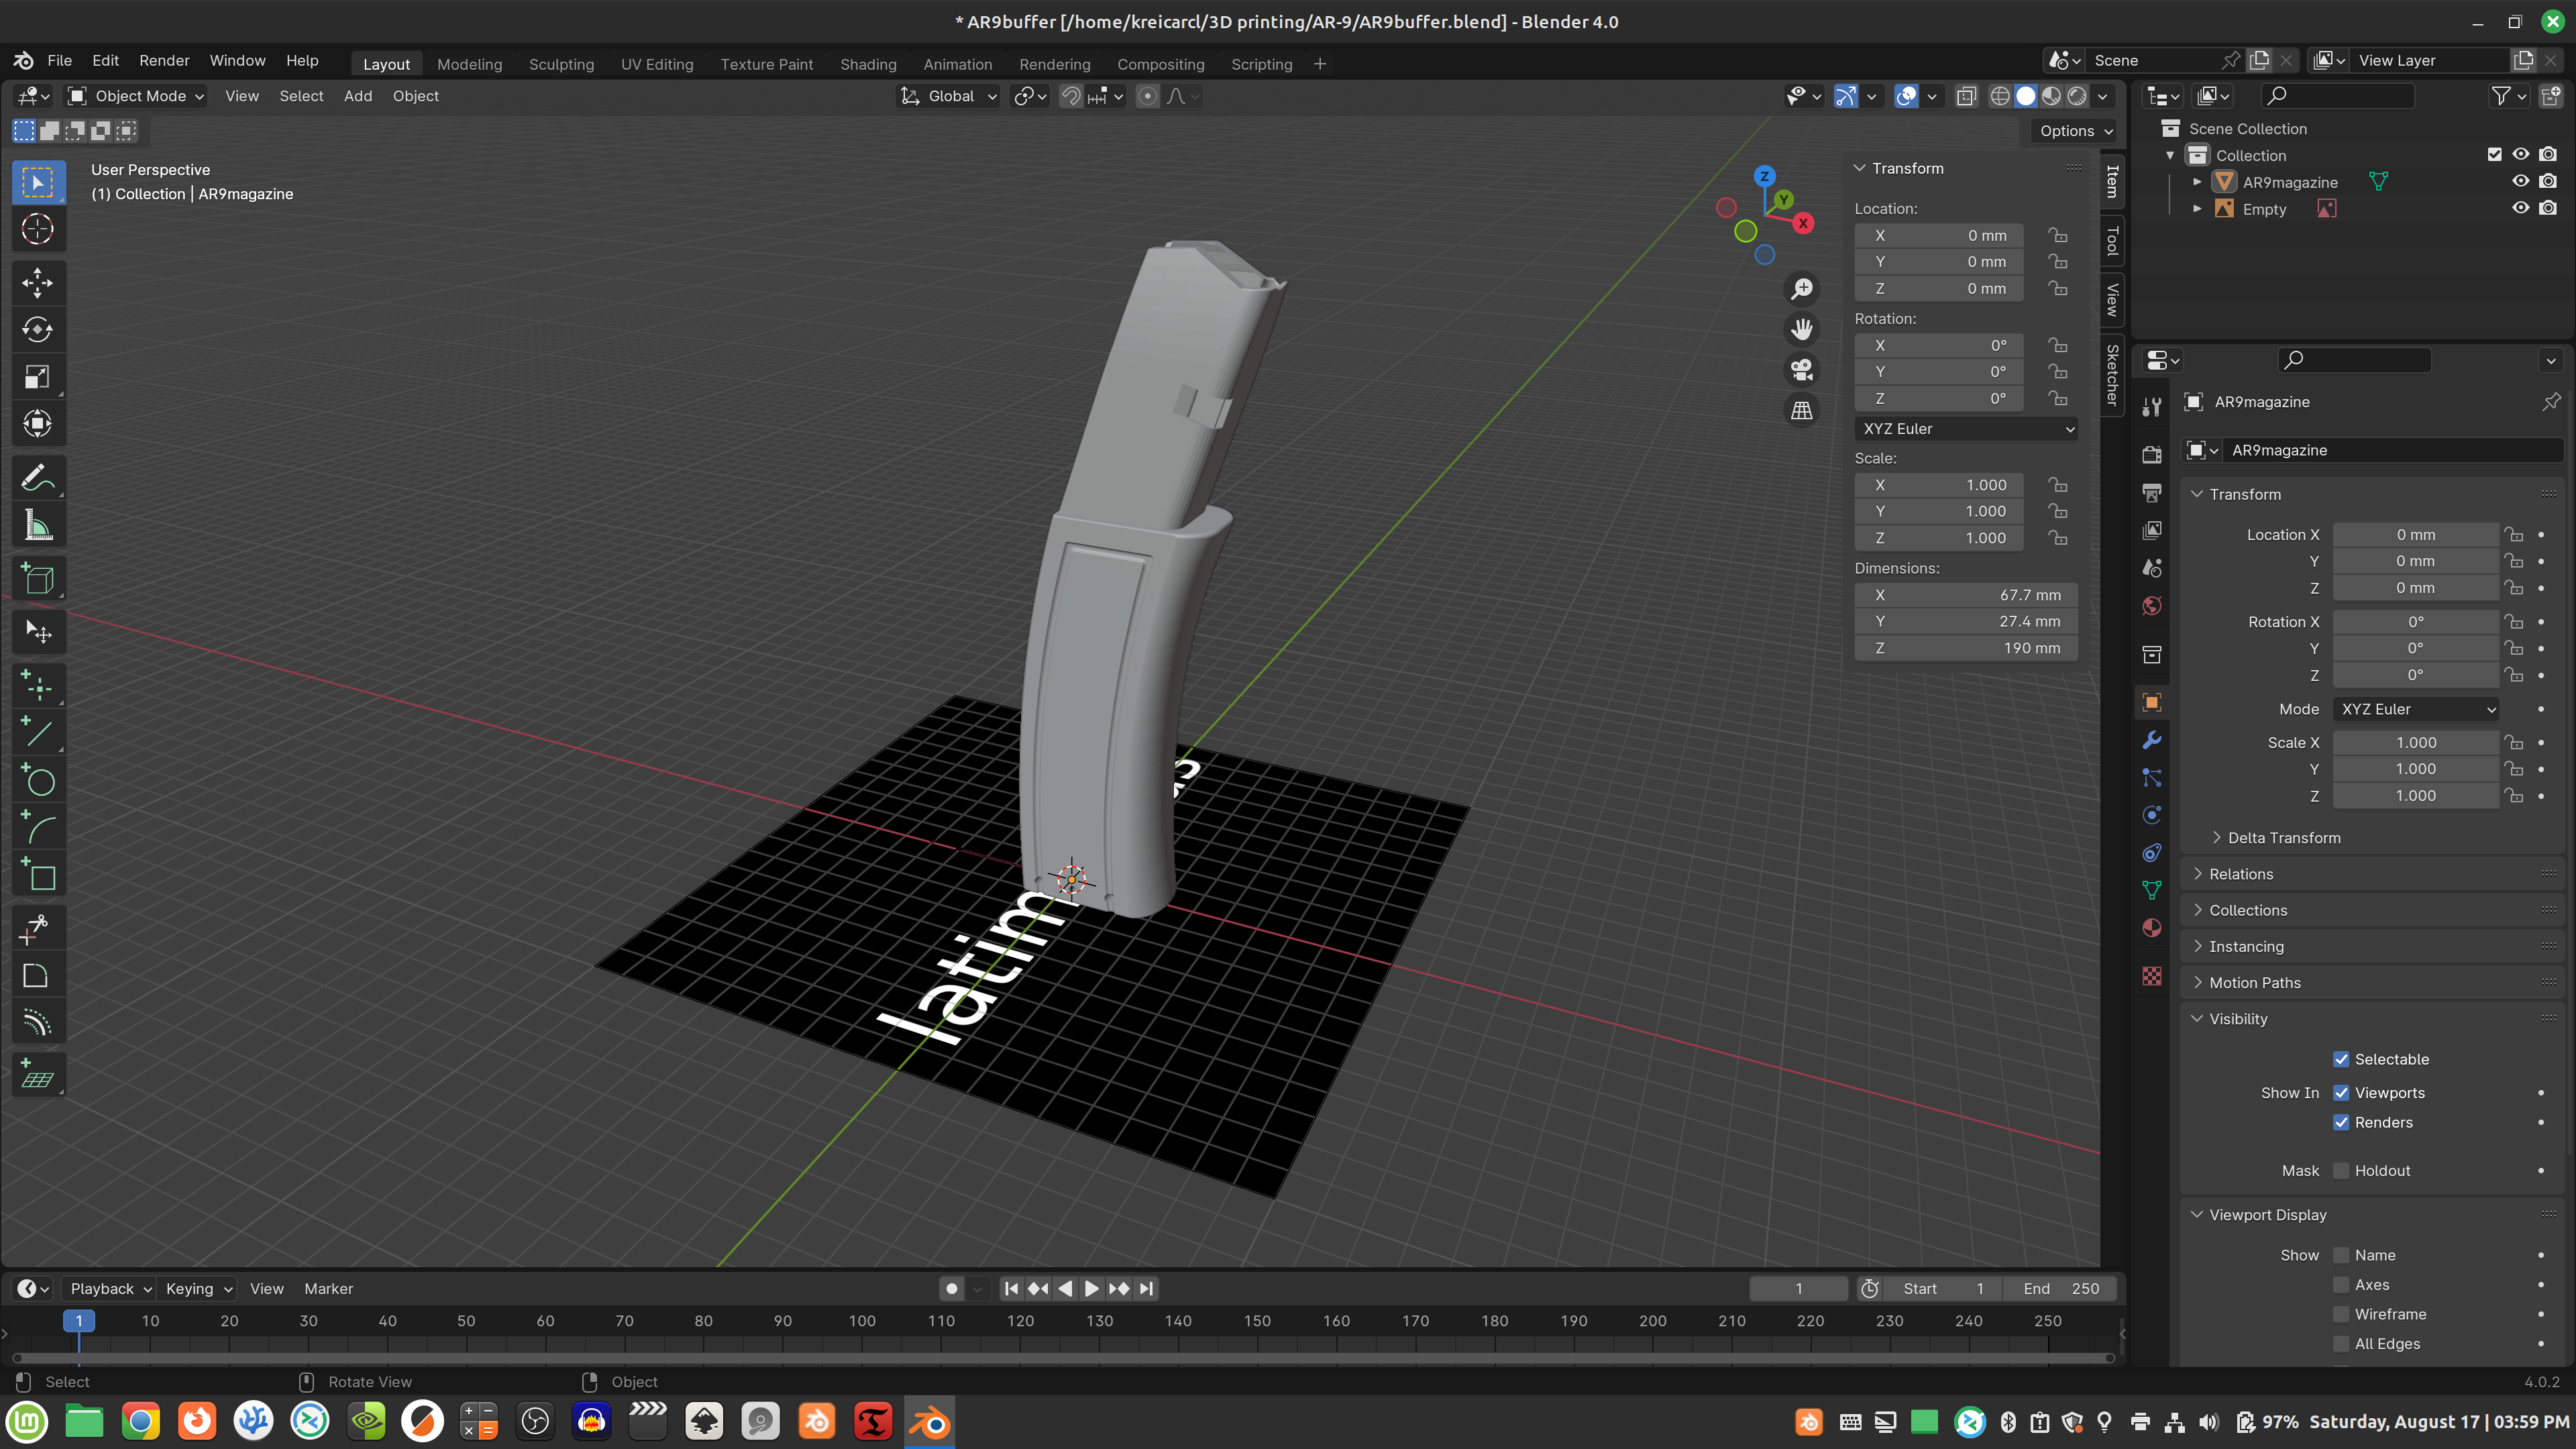 * AR9buffer [/home/kreicarcl/3D printing/AR-9/AR9buffer.blend] - Blender 4.0
File Edit Render Window Help Layout Modeling Sculpting UV Editing Texture Paint Shading Animation Rendering Compositing Scripting + Scene View Layer
Object Mode View Select Add Object Global
Options
User Perspective
(1) Collection | AR9magazine
Z
Y
X
Transform
Location:
X 0 mm
Y 0 mm
Z 0 mm
Rotation:
X 0°
Y 0°
Z 0°
XYZ Euler
Scale:
X 1.000
Y 1.000
Z 1.000
Dimensions:
X 67.7 mm
Y 27.4 mm
Z 190 mm
Item
Tool
View
Sketcher
latim
Scene Collection
Collection
AR9magazine
Empty
AR9magazine
AR9magazine
Transform
Location X 0 mm
Y 0 mm
Z 0 mm
Rotation X 0°
Y 0°
Z 0°
Mode XYZ Euler
Scale X 1.000
Y 1.000
Z 1.000
Delta Transform
Relations
Collections
Instancing
Motion Paths
Visibility
Selectable
Show In Viewports
Renders
Mask Holdout
Viewport Display
Show Name
Axes
Wireframe
All Edges
Playback Keying View Marker 1 Start 1 End 250
1 10 20 30 40 50 60 70 80 90 100 110 120 130 140 150 160 170 180 190 200 210 220 230 240 250
Select Rotate View Object 4.0.2
97% Saturday, August 17 | 03:59 PM